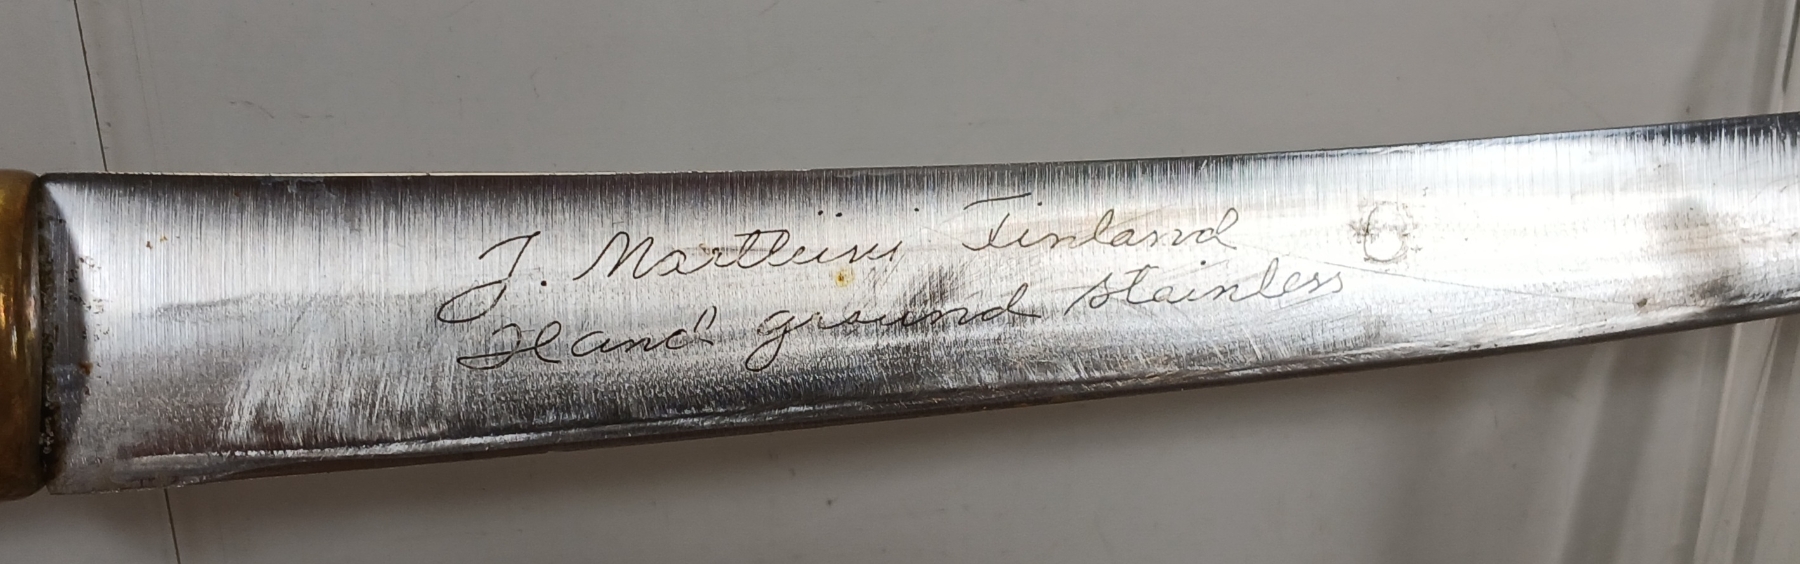 J. Marttiini Finland
Hand ground stainless